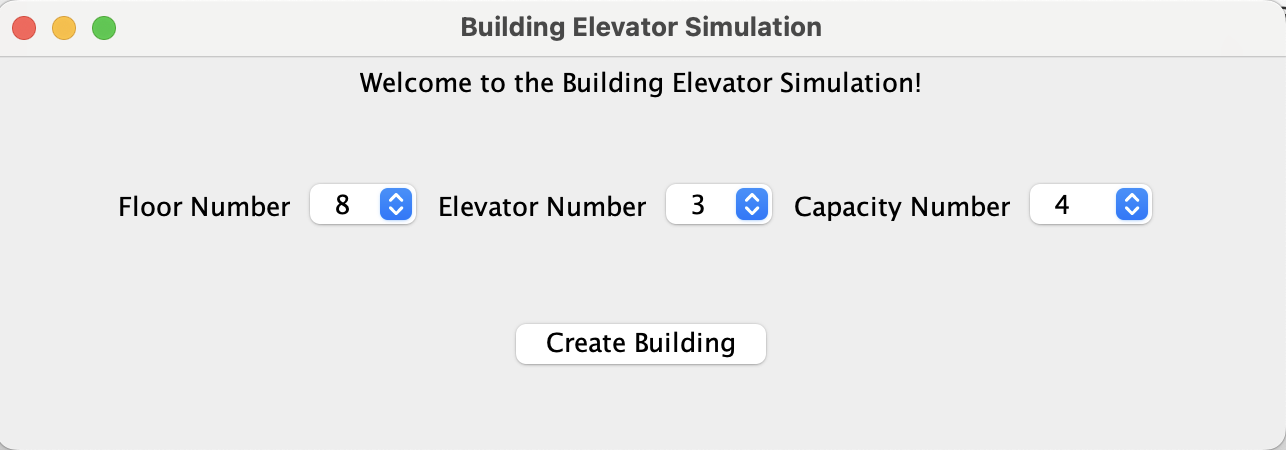 Building Elevator Simulation
Welcome to the Building Elevator Simulation!
Floor Number 8 Elevator Number 3 Capacity Number 4
Create Building